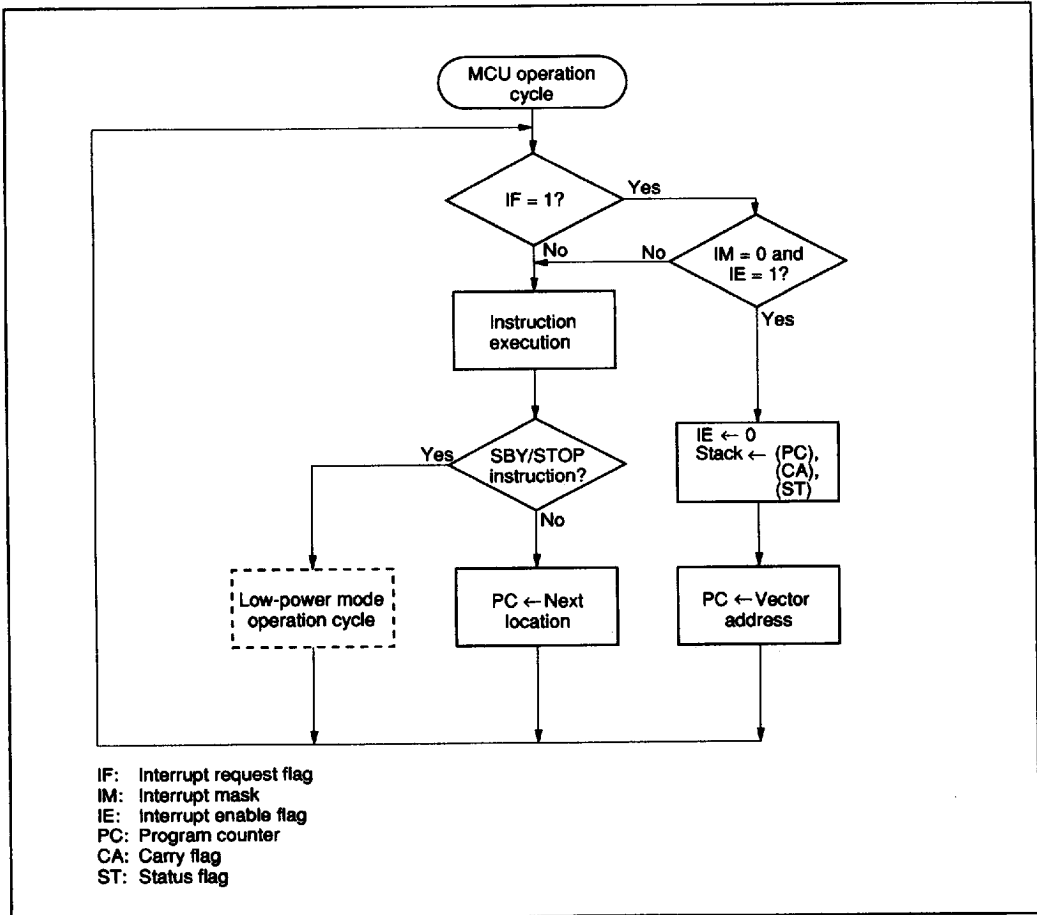 MCU operation
cycle
IF = 1?
Yes
No
No
IM = 0 and
IE = 1?
Yes
Instruction
execution
IE ← 0
Stack ← (PC),
(CA),
(ST)
Yes
SBY/STOP
instruction?
No
Low-power mode
operation cycle
PC ← Next
location
PC ← Vector
address
IF: Interrupt request flag
IM: Interrupt mask
IE: Interrupt enable flag
PC: Program counter
CA: Carry flag
ST: Status flag